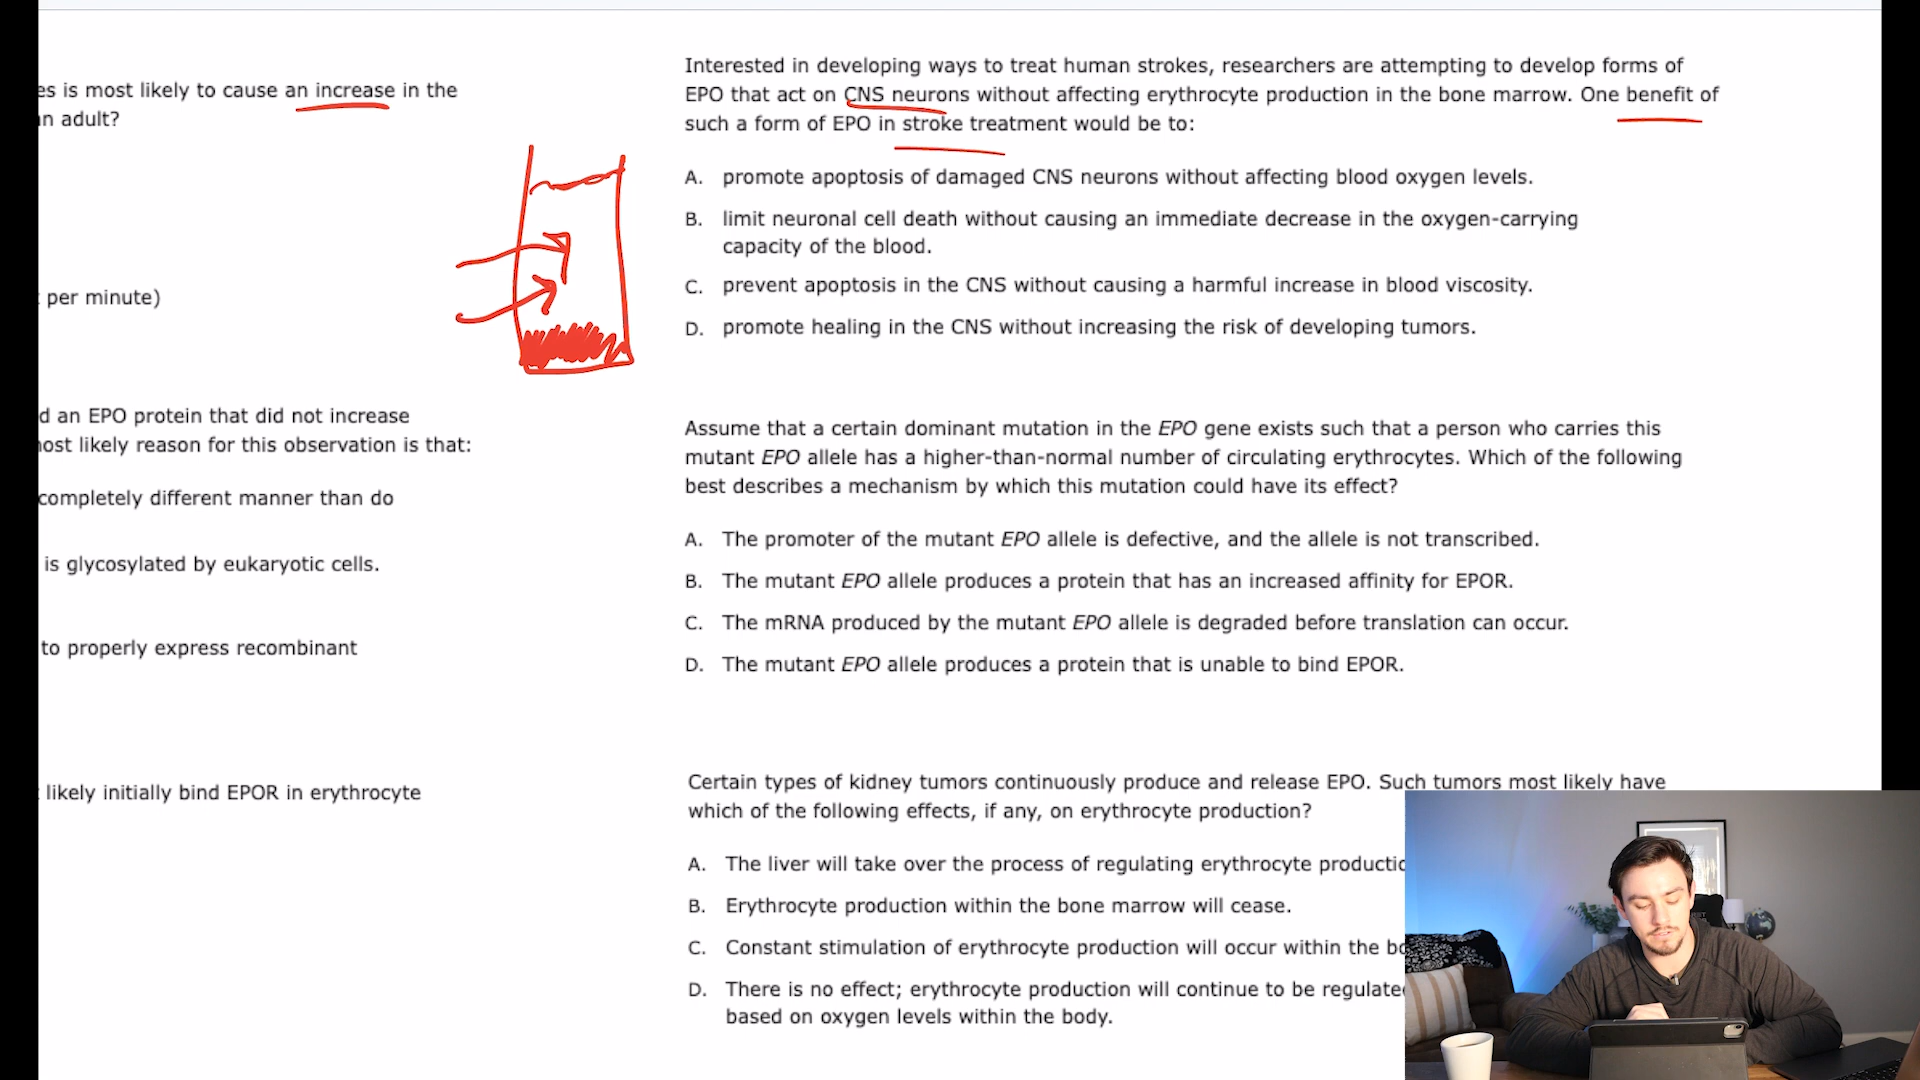 es is most likely to cause an increase in the
n adult?
per minute)
d an EPO protein that did not increase
ost likely reason for this observation is that:
completely different manner than do
is glycosylated by eukaryotic cells.
to properly express recombinant
likely initially bind EPOR in erythrocyte
Interested in developing ways to treat human strokes, researchers are attempting to develop forms of
EPO that act on CNS neurons without affecting erythrocyte production in the bone marrow. One benefit of
such a form of EPO in stroke treatment would be to:
A. promote apoptosis of damaged CNS neurons without affecting blood oxygen levels.
B. limit neuronal cell death without causing an immediate decrease in the oxygen-carrying
capacity of the blood.
C. prevent apoptosis in the CNS without causing a harmful increase in blood viscosity.
D. promote healing in the CNS without increasing the risk of developing tumors.
Assume that a certain dominant mutation in the EPO gene exists such that a person who carries this
mutant EPO allele has a higher-than-normal number of circulating erythrocytes. Which of the following
best describes a mechanism by which this mutation could have its effect?
A. The promoter of the mutant EPO allele is defective, and the allele is not transcribed.
B. The mutant EPO allele produces a protein that has an increased affinity for EPOR.
C. The mRNA produced by the mutant EPO allele is degraded before translation can occur.
D. The mutant EPO allele produces a protein that is unable to bind EPOR.
Certain types of kidney tumors continuously produce and release EPO. Such tumors most likely have
which of the following effects, if any, on erythrocyte production?
A. The liver will take over the process of regulating erythrocyte productio
B. Erythrocyte production within the bone marrow will cease.
C. Constant stimulation of erythrocyte production will occur within the bo
D. There is no effect; erythrocyte production will continue to be regulate
based on oxygen levels within the body.